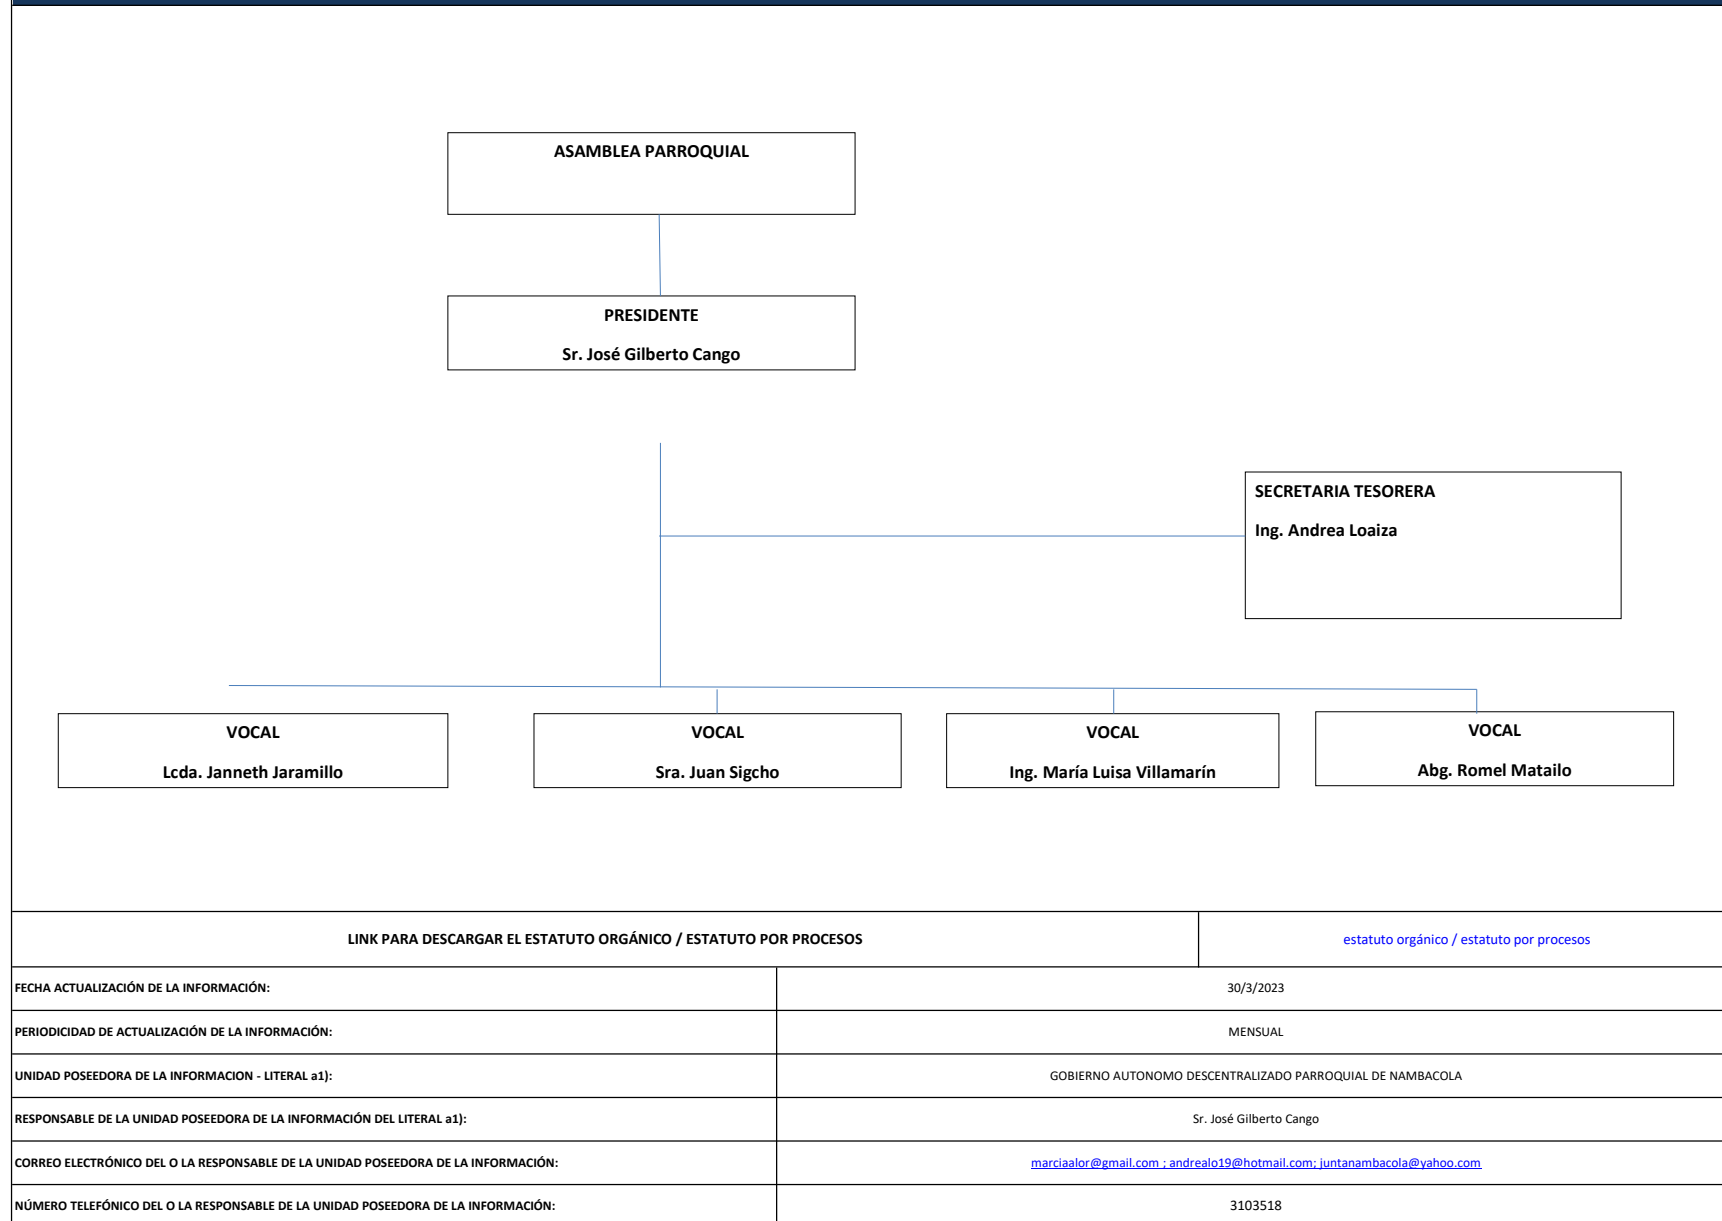 ASAMBLEA PARROQUIAL
PRESIDENTE
Sr. José Gilberto Cango
SECRETARIA TESORERA
Ing. Andrea Loaiza
VOCAL
Lcda. Janneth Jaramillo
VOCAL
Sra. Juan Sigcho
VOCAL
Ing. María Luisa Villamarín
VOCAL
Abg. Romel Matailo
LINK PARA DESCARGAR EL ESTATUTO ORGÁNICO / ESTATUTO POR PROCESOS
estatuto orgánico / estatuto por procesos
FECHA ACTUALIZACIÓN DE LA INFORMACIÓN:
30/3/2023
PERIODICIDAD DE ACTUALIZACIÓN DE LA INFORMACIÓN:
MENSUAL
UNIDAD POSEEDORA DE LA INFORMACION - LITERAL a1):
GOBIERNO AUTONOMO DESCENTRALIZADO PARROQUIAL DE NAMBACOLA
RESPONSABLE DE LA UNIDAD POSEEDORA DE LA INFORMACIÓN DEL LITERAL a1):
Sr. José Gilberto Cango
CORREO ELECTRÓNICO DEL O LA RESPONSABLE DE LA UNIDAD POSEEDORA DE LA INFORMACIÓN:
marciaalor@gmail.com ; andrealo19@hotmail.com; juntanambacola@yahoo.com
NÚMERO TELEFÓNICO DEL O LA RESPONSABLE DE LA UNIDAD POSEEDORA DE LA INFORMACIÓN:
3103518